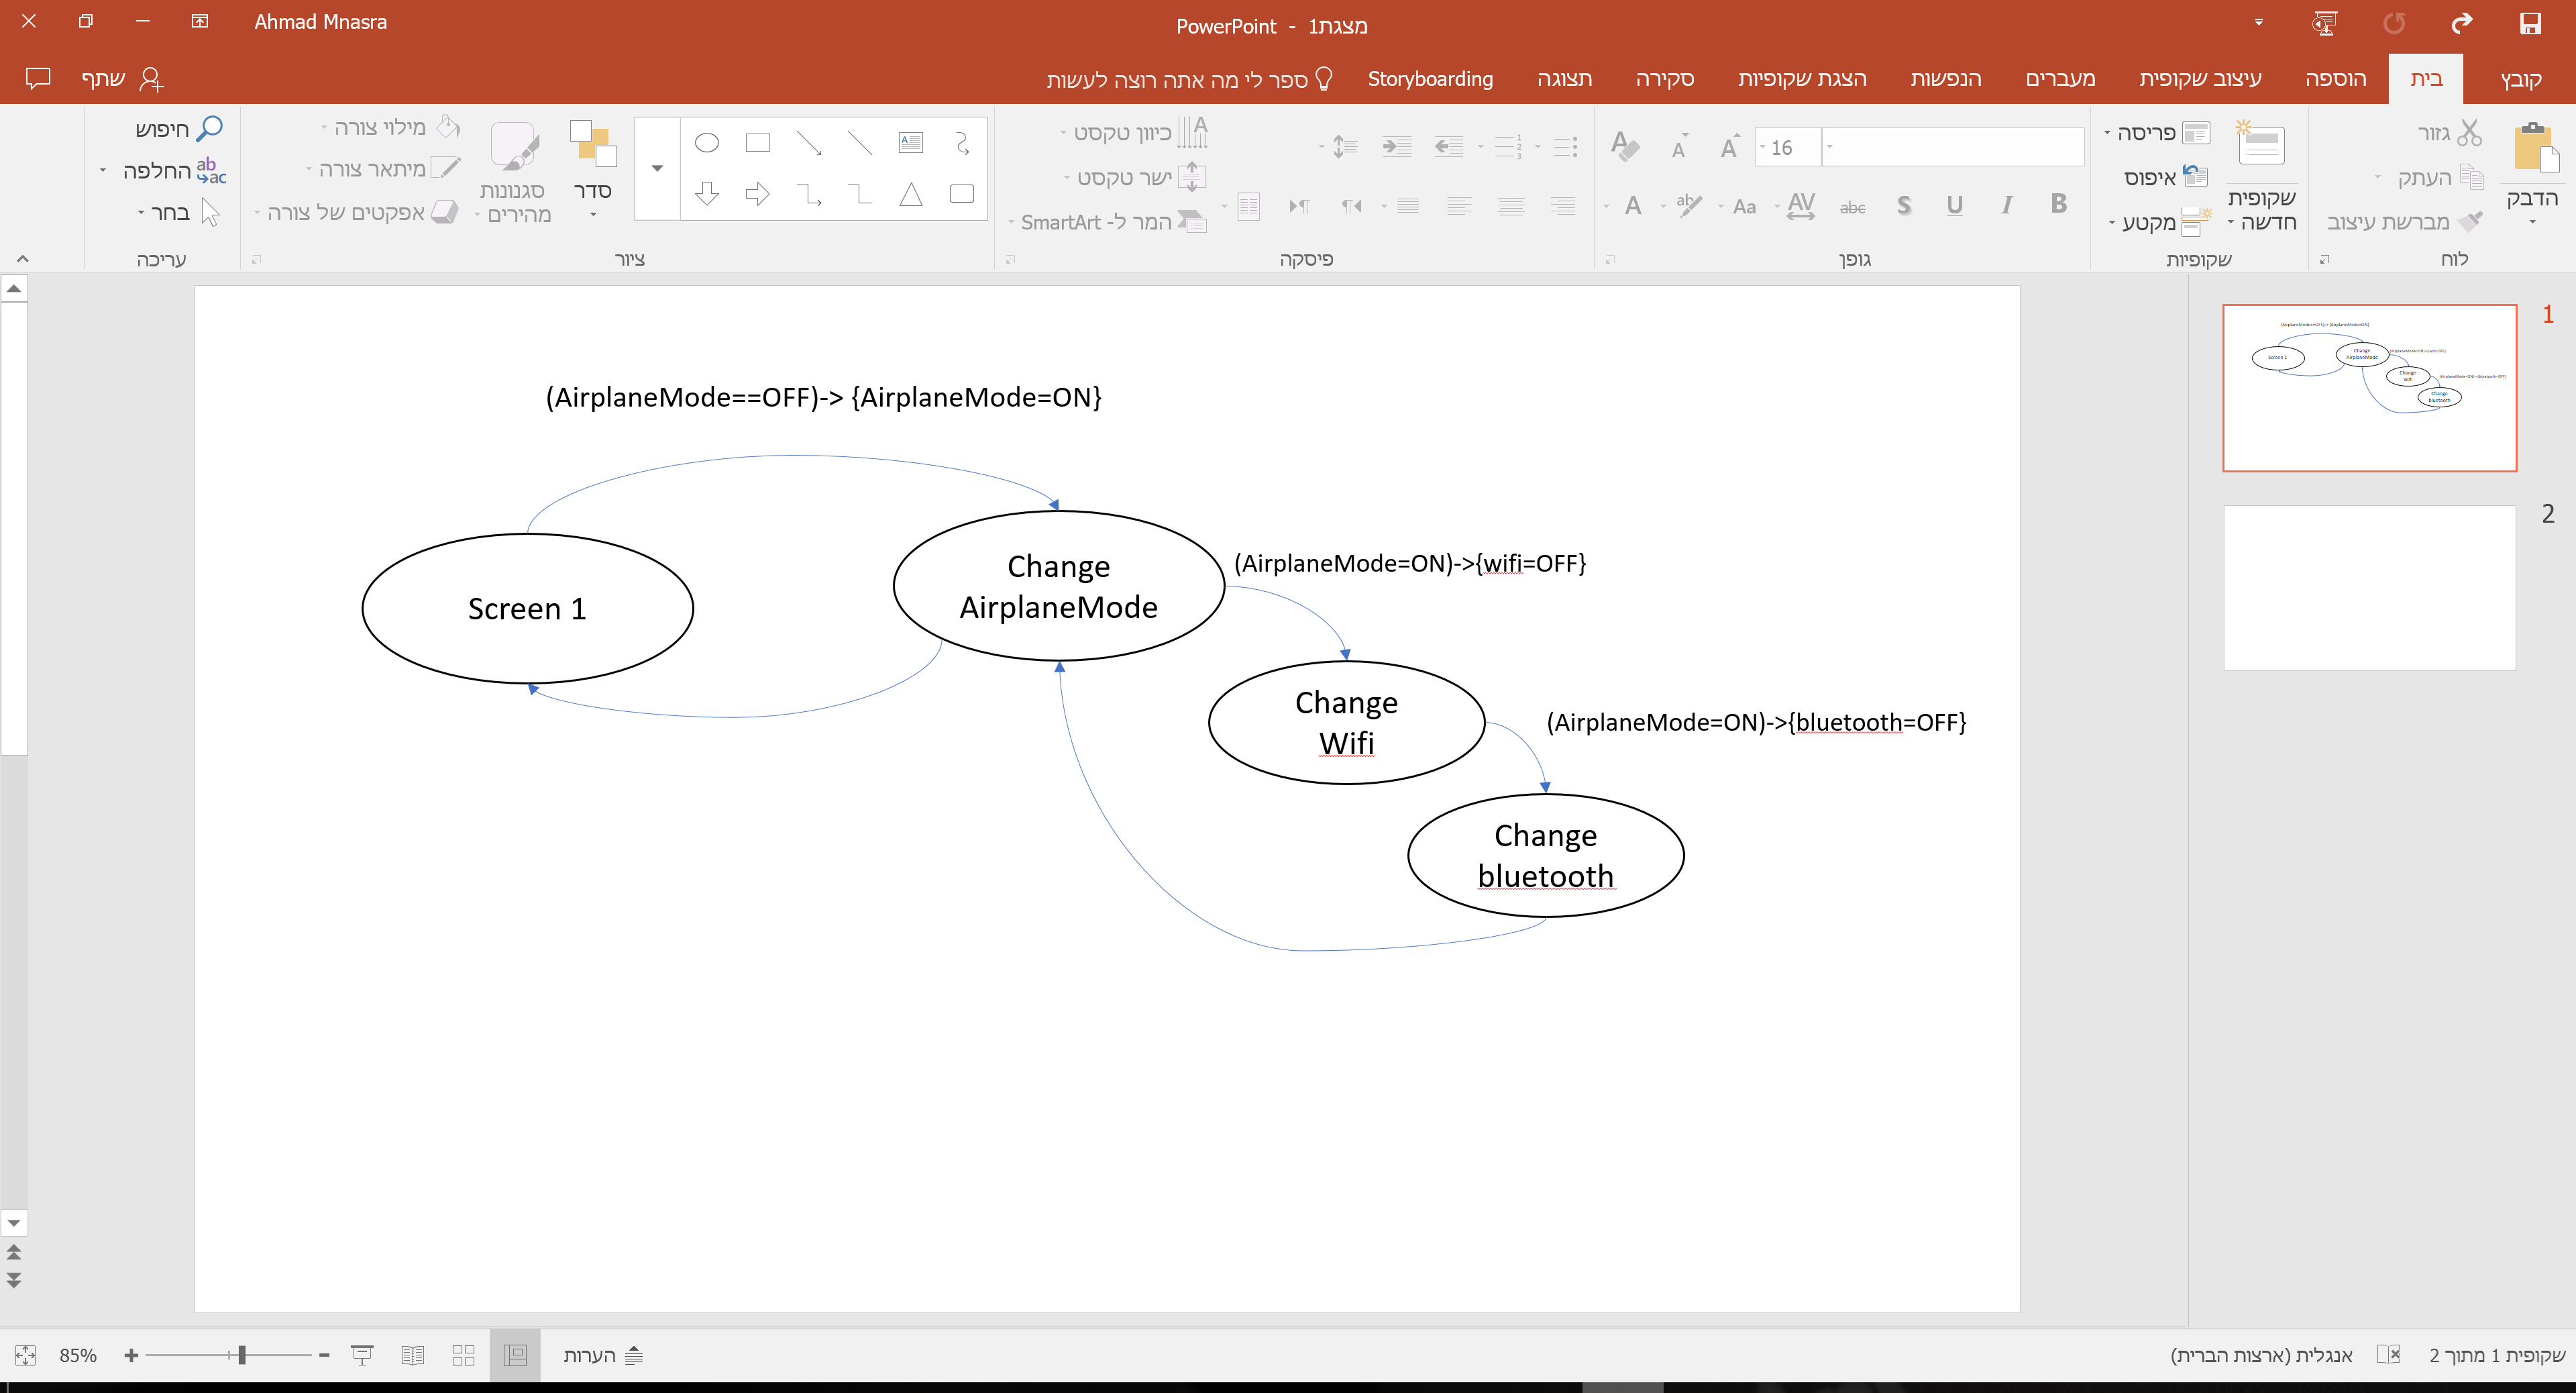 מצגת1 - PowerPoint
Ahmad Mnasra
קובץ
בית
הוספה
עיצוב שקופית
מעברים
הנפשות
הצגת שקופיות
סקירה
תצוגה
Storyboarding
ספר לי מה אתה רוצה לעשות
שתף
הדבק
גזור
העתק
מברשת עיצוב
לוח
שקופית
חדשה
פריסה
איפוס
מקטע
שקופיות
16
גופן
כיוון טקסט
ישר טקסט
המר ל- SmartArt
פיסקה
סדר
סגנונות
מהירים
מילוי צורה
מיתאר צורה
אפקטים של צורה
ציור
חיפוש
החלפה
בחר
עריכה
1
2
(AirplaneMode==OFF)-> {AirplaneMode=ON}
Screen 1
Change
AirplaneMode
(AirplaneMode=ON)->{wifi=OFF}
Change
Wifi
(AirplaneMode=ON)->{bluetooth=OFF}
Change
bluetooth
שקופית 1 מתוך 2
אנגלית (ארצות הברית)
הערות
85%